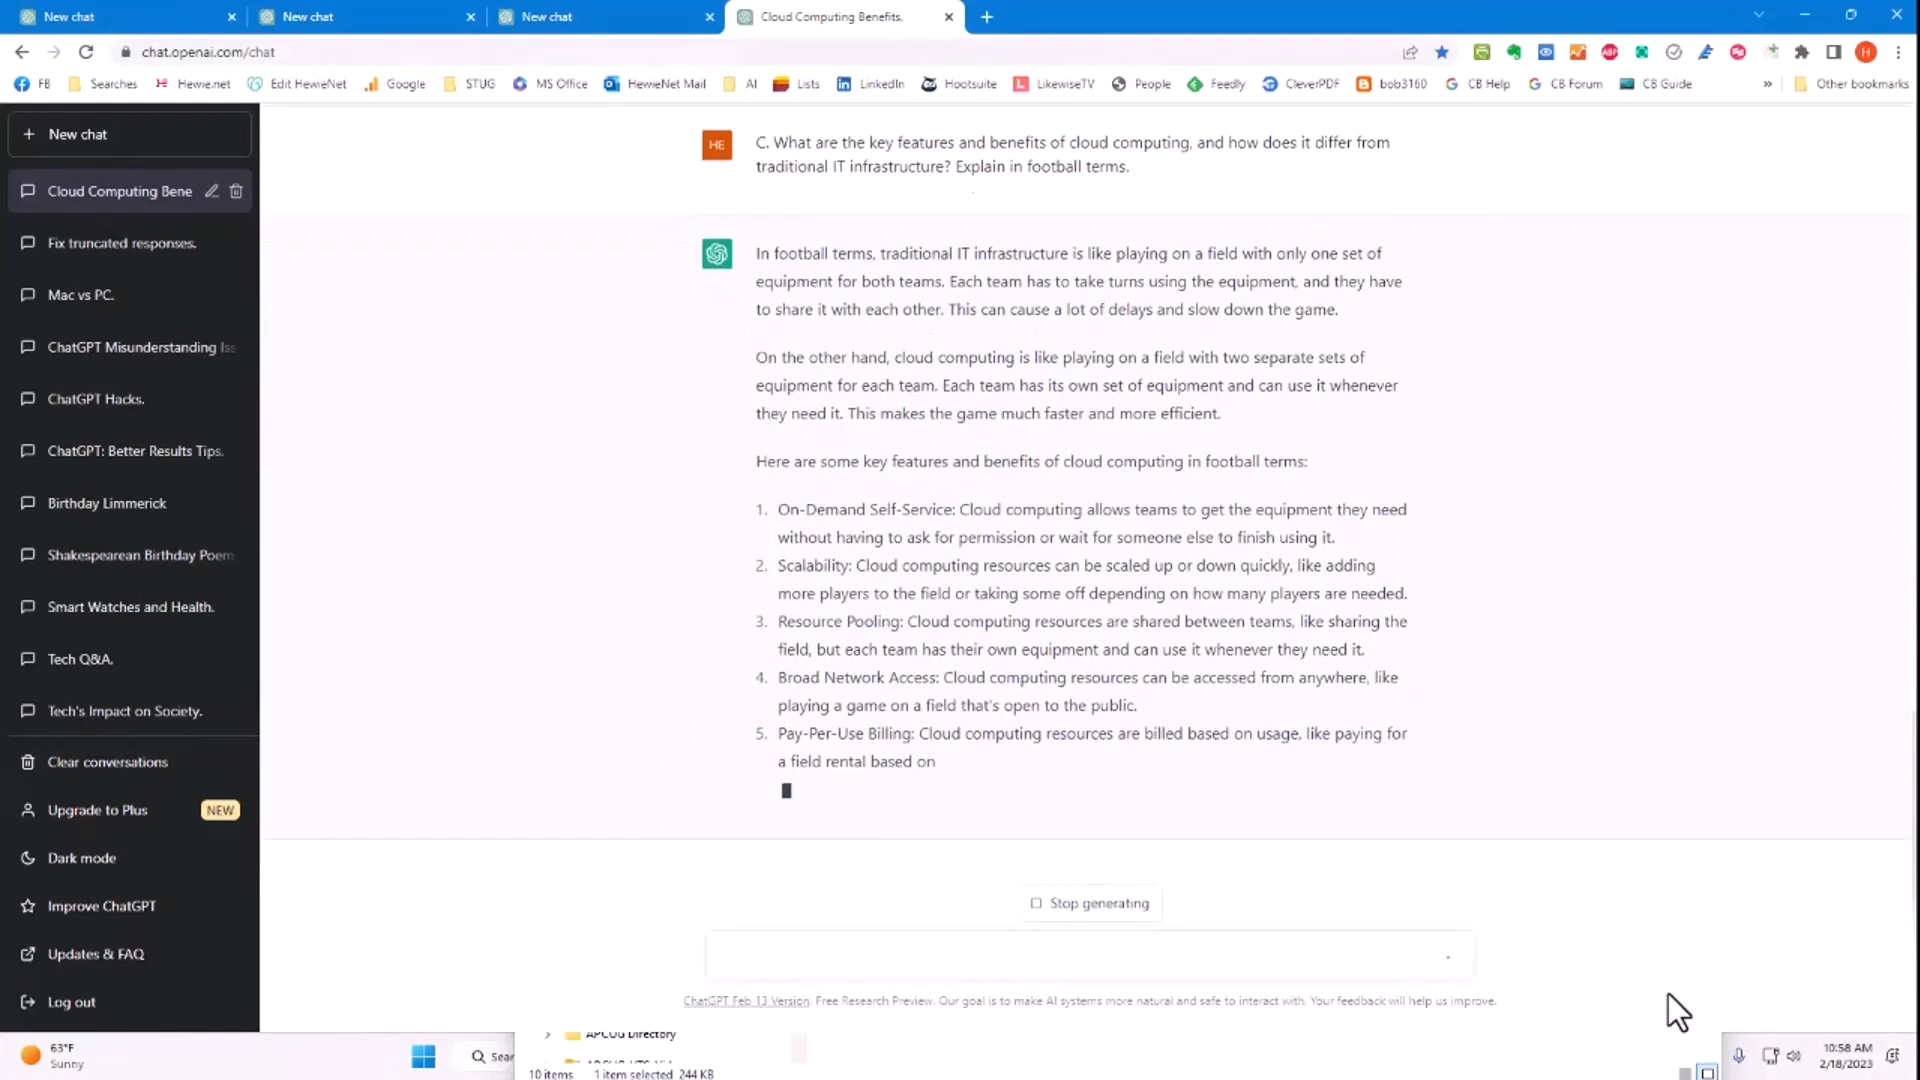 New chat
New chat
New chat
Cloud Computing Benefits.
chat.openai.com/chat
FB
Searches
Hewie.net
Edit HewieNet
Google
STUG
MS Office
HewieNet Mail
AI
Lists
LinkedIn
Hootsuite
LikewiseTV
People
Feedly
CleverPDF
bob3160
CB Help
CB Forum
CB Guide
»
Other bookmarks
+ New chat
Cloud Computing Bene
Fix truncated responses.
Mac vs PC.
ChatGPT Misunderstanding Iss
ChatGPT Hacks.
ChatGPT: Better Results Tips.
Birthday Limmerick
Shakespearean Birthday Poem
Smart Watches and Health.
Tech Q&A.
Tech's Impact on Society.
Clear conversations
Upgrade to Plus NEW
Dark mode
Improve ChatGPT
Updates & FAQ
Log out
HE
C. What are the key features and benefits of cloud computing, and how does it differ from
traditional IT infrastructure? Explain in football terms.
In football terms, traditional IT infrastructure is like playing on a field with only one set of
equipment for both teams. Each team has to take turns using the equipment, and they have
to share it with each other. This can cause a lot of delays and slow down the game.
On the other hand, cloud computing is like playing on a field with two separate sets of
equipment for each team. Each team has its own set of equipment and can use it whenever
they need it. This makes the game much faster and more efficient.
Here are some key features and benefits of cloud computing in football terms:
1. On-Demand Self-Service: Cloud computing allows teams to get the equipment they need
without having to ask for permission or wait for someone else to finish using it.
2. Scalability: Cloud computing resources can be scaled up or down quickly, like adding
more players to the field or taking some off depending on how many players are needed.
3. Resource Pooling: Cloud computing resources are shared between teams, like sharing the
field, but each team has their own equipment and can use it whenever they need it.
4. Broad Network Access: Cloud computing resources can be accessed from anywhere, like
playing a game on a field that's open to the public.
5. Pay-Per-Use Billing: Cloud computing resources are billed based on usage, like paying for
a field rental based on
Stop generating
ChatGPT Feb 13 Version. Free Research Preview. Our goal is to make AI systems more natural and safe to interact with. Your feedback will help us improve.
63°F
Sunny
Sear
APCUG Directory
10 items 1 item selected 244 KB
10:58 AM
2/18/2023